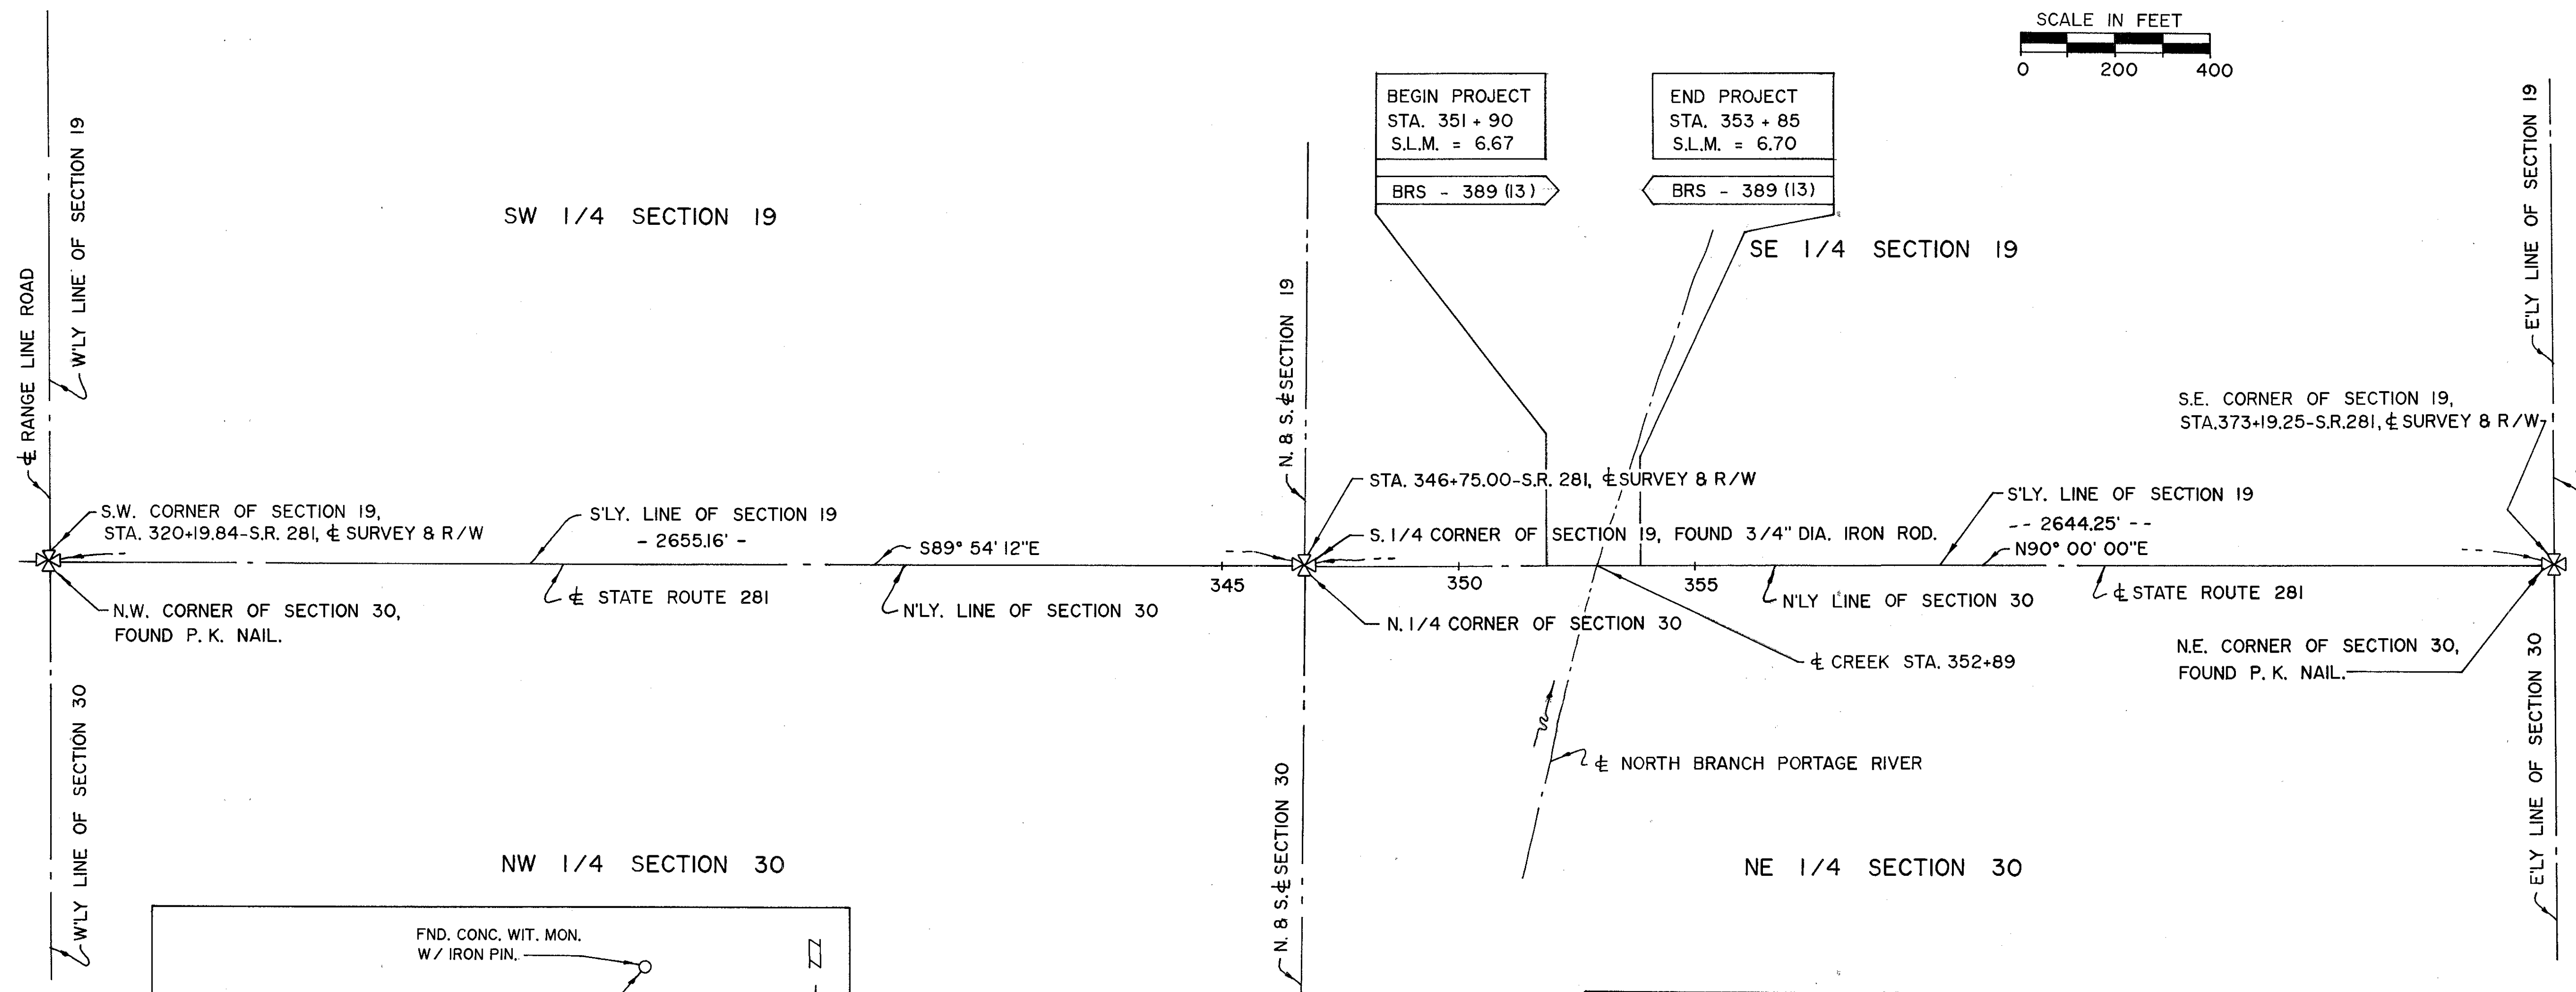 SCALE IN FEET
0 200 400
BEGIN PROJECT
STA. 351 + 90
S.L.M. = 6.67
BRS - 389 (13)
END PROJECT
STA. 353 + 85
S.L.M. = 6.70
BRS - 389 (13)
℄ RANGE LINE ROAD
W'LY LINE OF SECTION 19
SW 1/4 SECTION 19
N. & S. ℄ SECTION 19
SE 1/4 SECTION 19
E'LY LINE OF SECTION 19
S.E. CORNER OF SECTION 19,
STA. 373+19.25-S.R. 281, ℄ SURVEY & R/W
S.W. CORNER OF SECTION 19,
STA. 320+19.84-S.R. 281, ℄ SURVEY & R/W
S'LY. LINE OF SECTION 19
- 2655.16' -
S89° 54' 12"E
STA. 346+75.00-S.R. 281, ℄ SURVEY & R/W
S. 1/4 CORNER OF SECTION 19, FOUND 3/4" DIA. IRON ROD.
S'LY. LINE OF SECTION 19
-- 2644.25' --
N90° 00' 00"E
345
350
355
N.W. CORNER OF SECTION 30,
FOUND P. K. NAIL.
℄ STATE ROUTE 281
N'LY. LINE OF SECTION 30
N. 1/4 CORNER OF SECTION 30
N'LY LINE OF SECTION 30
℄ STATE ROUTE 281
℄ CREEK STA. 352+89
N.E. CORNER OF SECTION 30,
FOUND P. K. NAIL.
℄ NORTH BRANCH PORTAGE RIVER
W'LY LINE OF SECTION 30
NW 1/4 SECTION 30
N. & S. ℄ SECTION 30
NE 1/4 SECTION 30
E'LY LINE OF SECTION 30
FND. CONC. WIT. MON.
W/ IRON PIN.
N